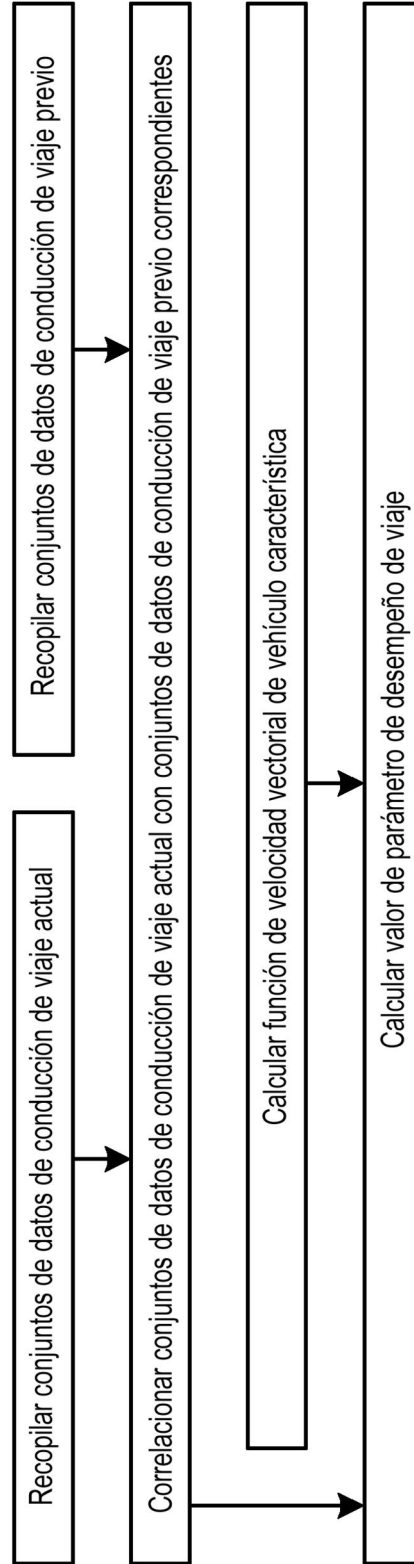 Recopilar conjuntos de datos de conducción de viaje actual
Recopilar conjuntos de datos de conducción de viaje previo
Correlacionar conjuntos de datos de conducción de viaje actual con conjuntos de datos de conducción de viaje previo correspondientes
Calcular función de velocidad vectorial de vehículo característica
Calcular valor de parámetro de desempeño de viaje